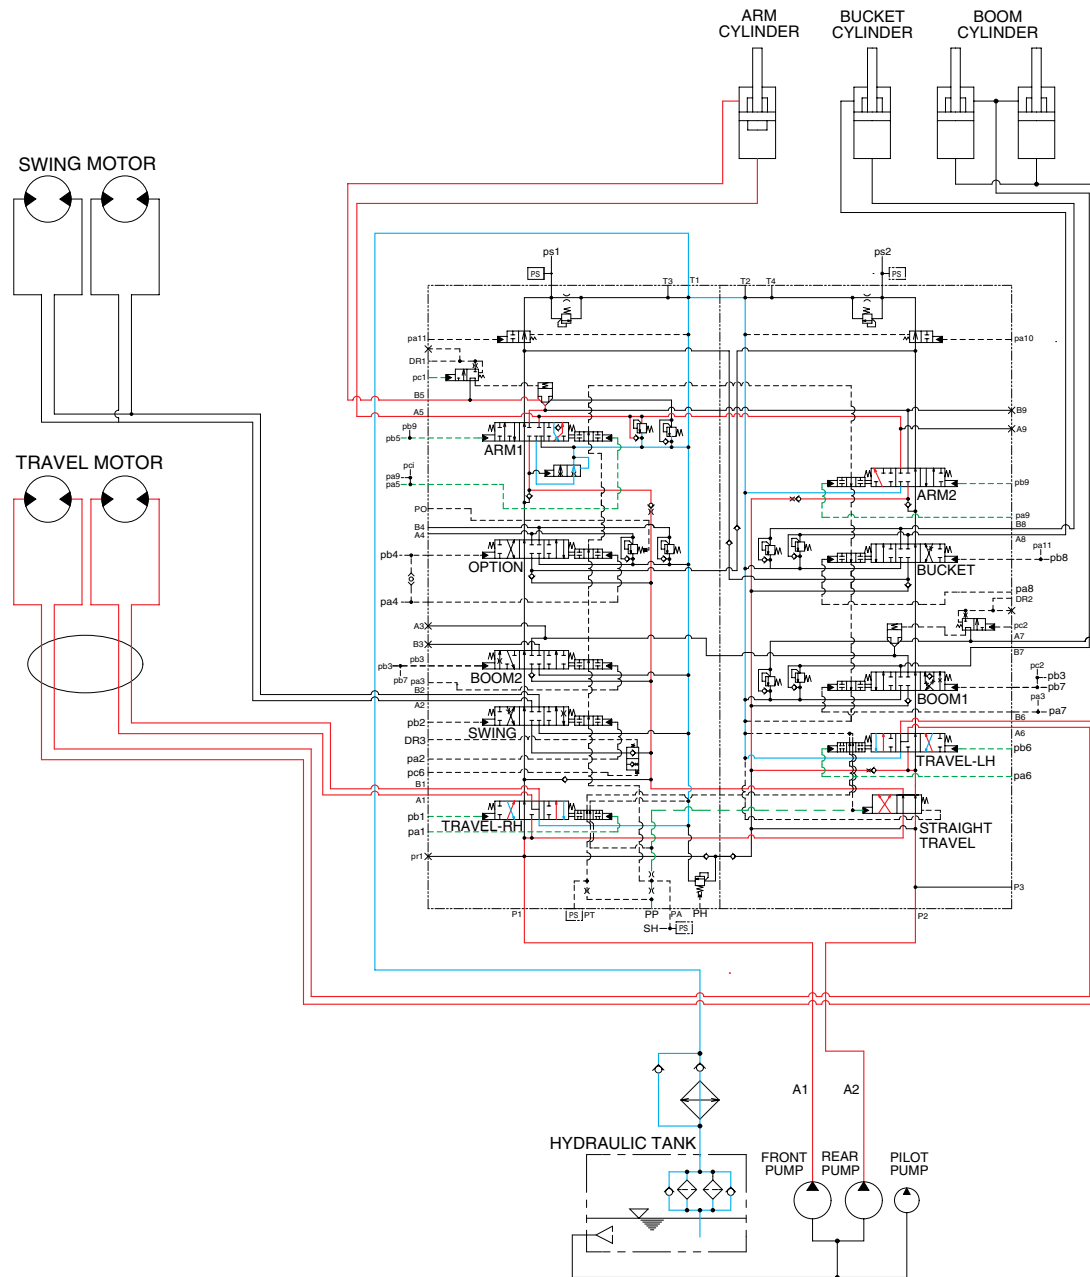 ARM
CYLINDER
BUCKET
CYLINDER
BOOM
CYLINDER
SWING MOTOR
TRAVEL MOTOR
ps1
PS
ps2
PS
T3
T1
T2
T4
pa11
DR1
pc1
B5
A5
pb9
pb5
ARM1
pci
pa9
pa5
PO
B4
A4
pb4
OPTION
pa4
A3
B3
pb3
pb3
pb7
pa3
BOOM2
B2
A2
pb2
SWING
DR3
pa2
pc6
B1
A1
pb1
TRAVEL-RH
pa1
pr1
pa10
B9
A9
ARM2
pb9
pa9
B8
A8
pa11
pb8
BUCKET
pa8
DR2
pc2
A7
B7
pc2
pb3
pb7
BOOM1
pa3
pa7
B6
A6
TRAVEL-LH
pb6
pa6
STRAIGHT
TRAVEL
P3
P1
PS
PT
PP
PA
PH
P2
SH
PS
A1
A2
HYDRAULIC TANK
FRONT
PUMP
REAR
PUMP
PILOT
PUMP